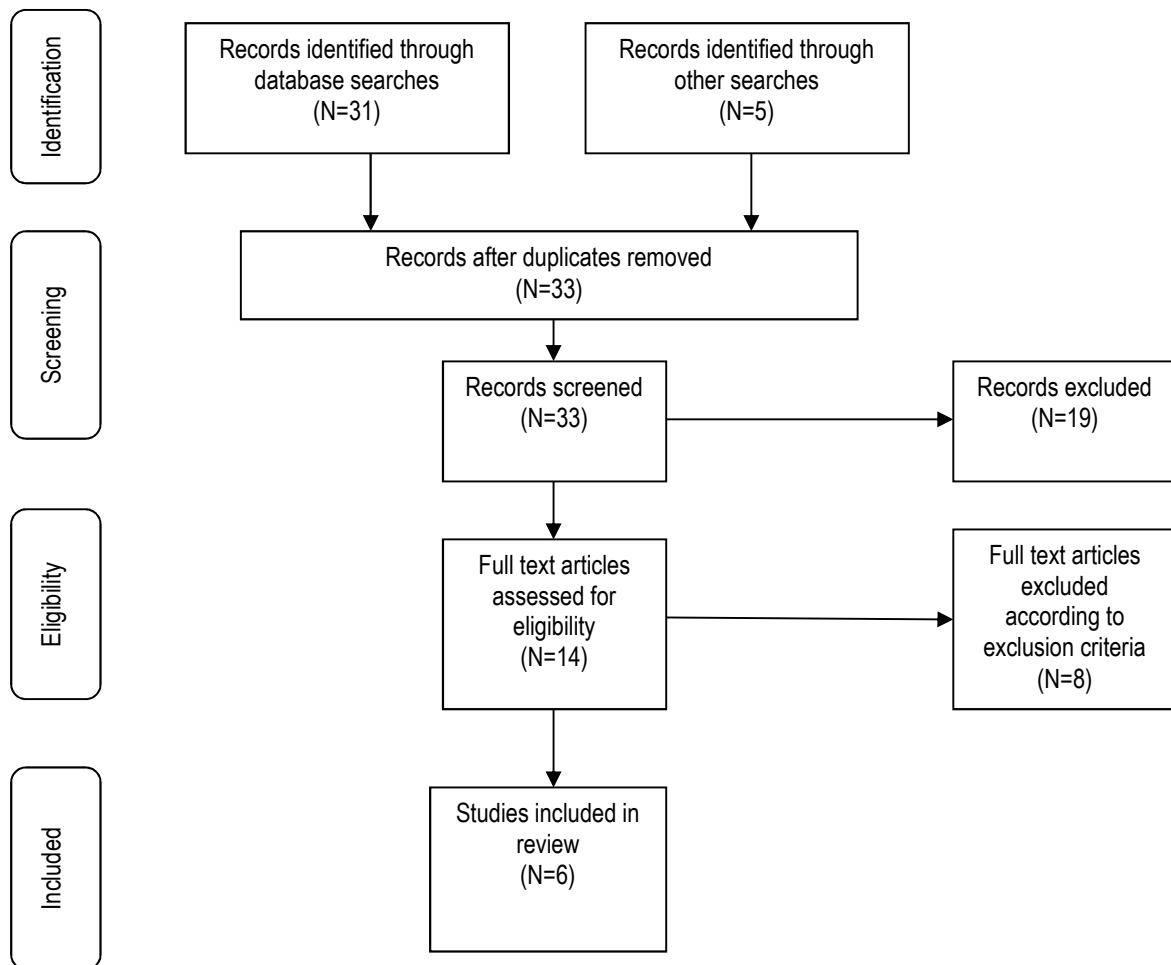 Identification
Records identified through
database searches
(N=31)
Records identified through
other searches
(N=5)
Screening
Records after duplicates removed
(N=33)
Records screened
(N=33)
Records excluded
(N=19)
Eligibility
Full text articles
assessed for
eligibility
(N=14)
Full text articles
excluded
according to
exclusion criteria
(N=8)
Included
Studies included in
review
(N=6)